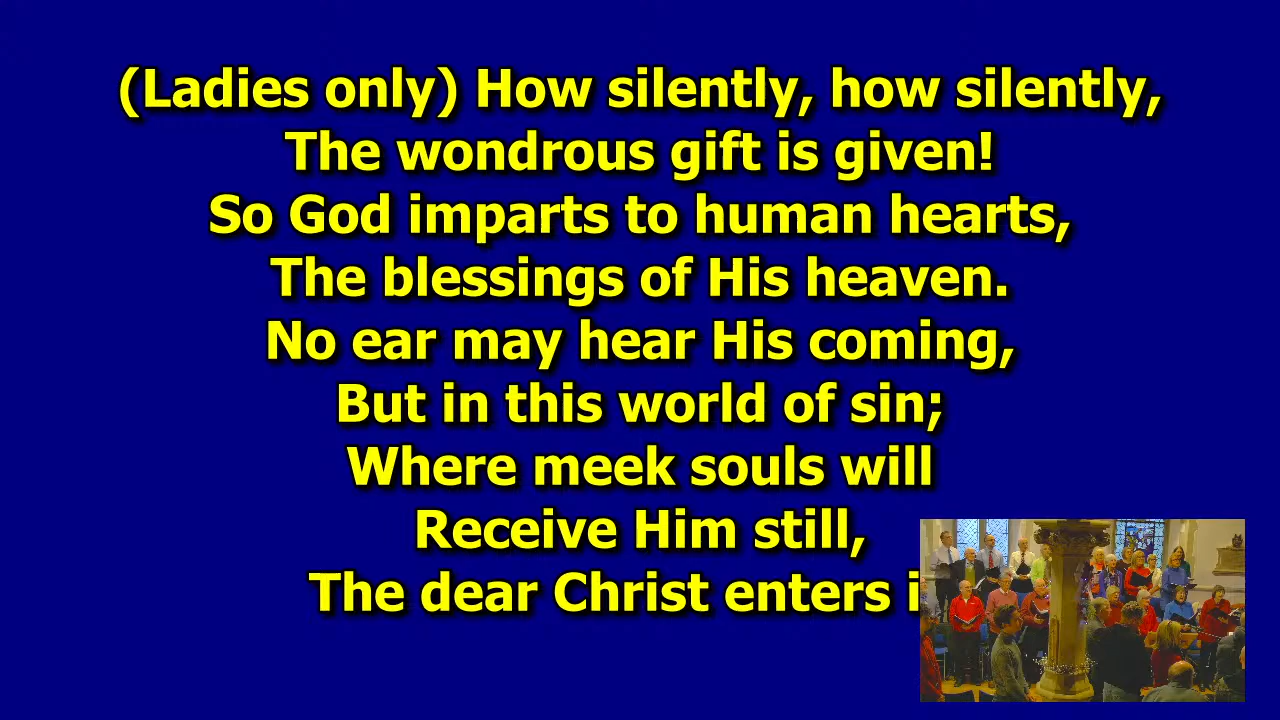 (Ladies only) How silently, how silently,
The wondrous gift is given!
So God imparts to human hearts,
The blessings of His heaven.
No ear may hear His coming,
But in this world of sin;
Where meek souls will
Receive Him still,
The dear Christ enters